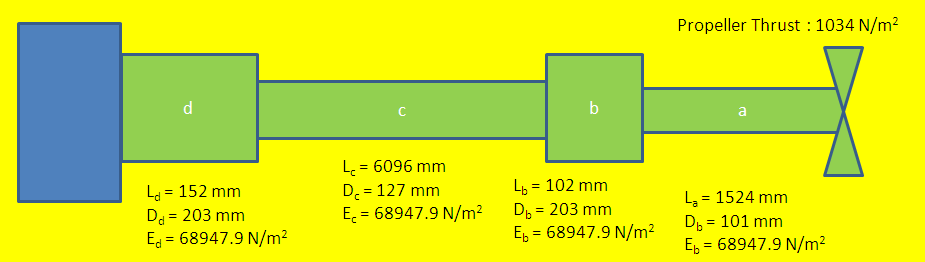 Propeller Thrust : 1034 N/m²
d
c
b
a
L_d = 152 mm
D_d = 203 mm
E_d = 68947.9 N/m²
L_c = 6096 mm
D_c = 127 mm
E_c = 68947.9 N/m²
L_b = 102 mm
D_b = 203 mm
E_b = 68947.9 N/m²
L_a = 1524 mm
D_b = 101 mm
E_b = 68947.9 N/m²